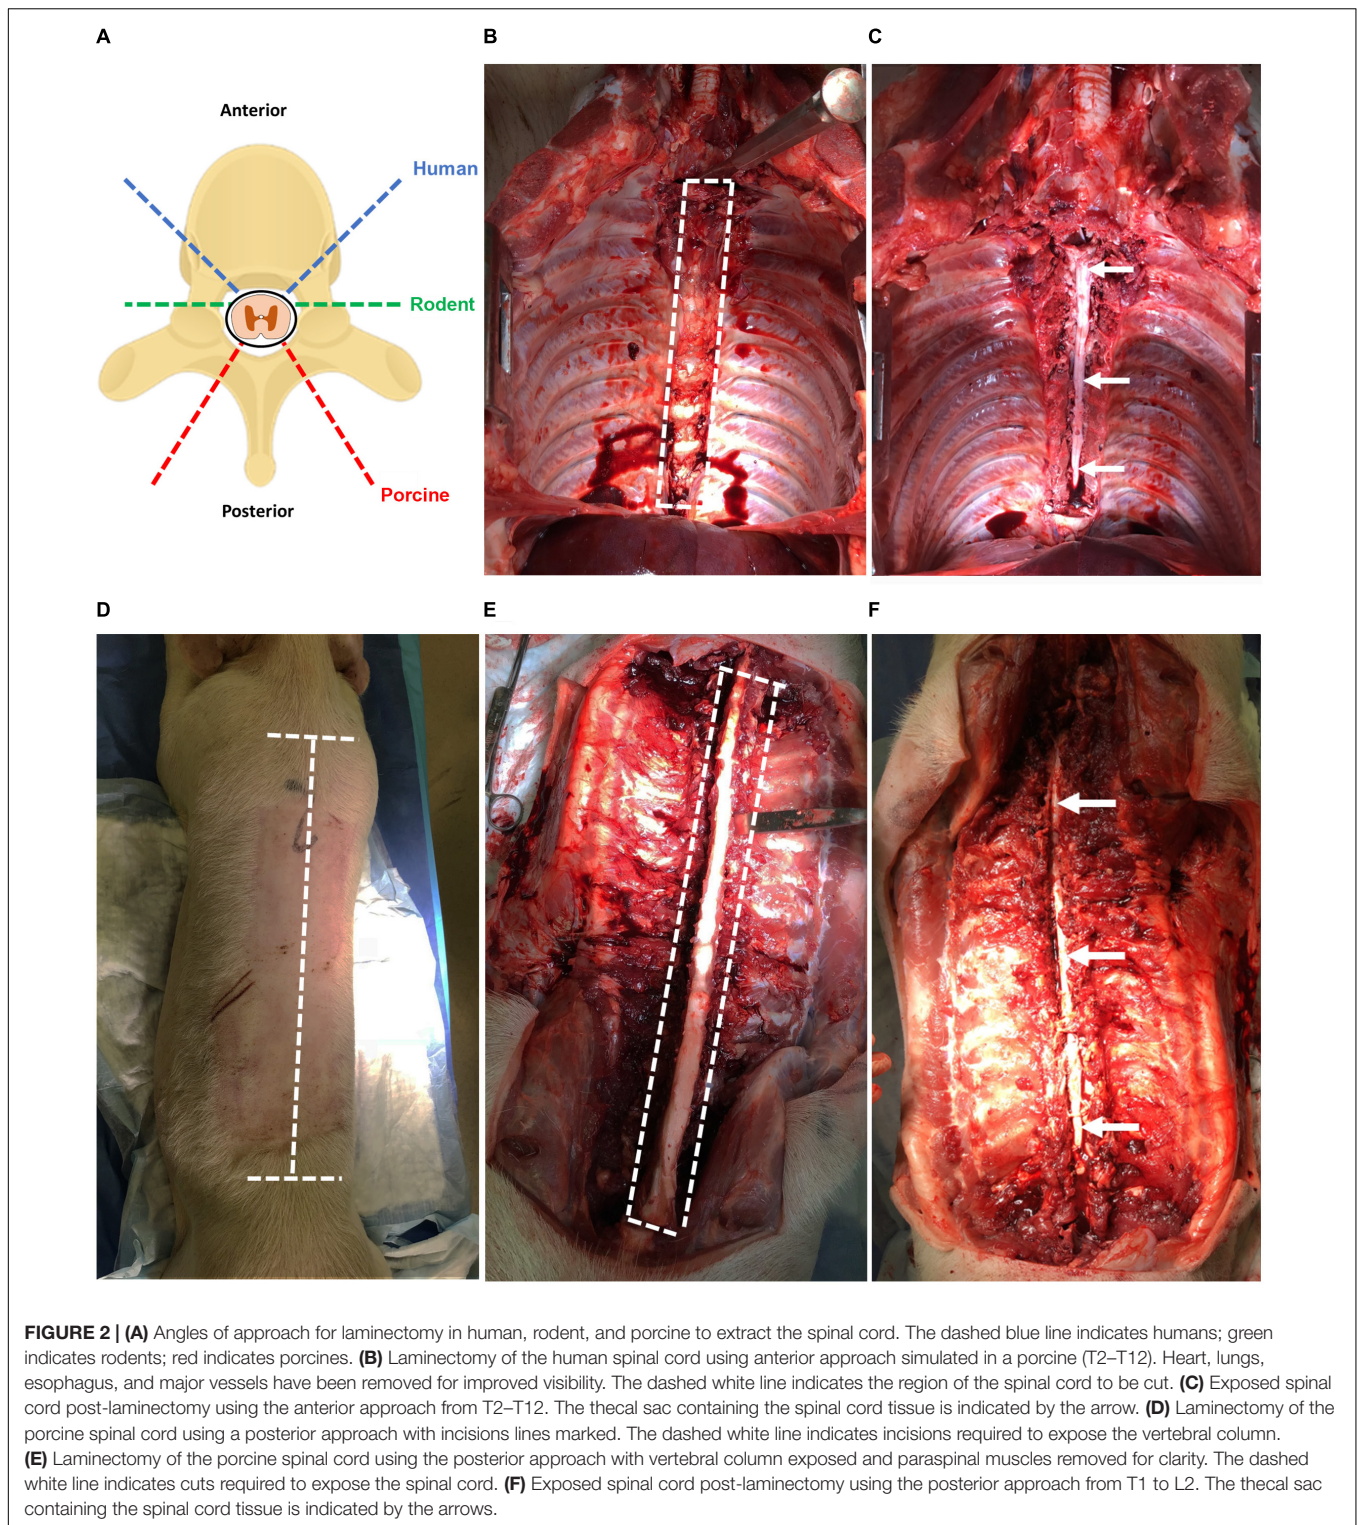 A
B
C
Anterior
Human
Rodent
Porcine
Posterior
D
E
F
FIGURE 2 | (A) Angles of approach for laminectomy in human, rodent, and porcine to extract the spinal cord. The dashed blue line indicates humans; green
indicates rodents; red indicates porcines. (B) Laminectomy of the human spinal cord using anterior approach simulated in a porcine (T2–T12). Heart, lungs,
esophagus, and major vessels have been removed for improved visibility. The dashed white line indicates the region of the spinal cord to be cut. (C) Exposed spinal
cord post-laminectomy using the anterior approach from T2–T12. The thecal sac containing the spinal cord tissue is indicated by the arrow. (D) Laminectomy of the
porcine spinal cord using a posterior approach with incisions lines marked. The dashed white line indicates incisions required to expose the vertebral column.
(E) Laminectomy of the porcine spinal cord using the posterior approach with vertebral column exposed and paraspinal muscles removed for clarity. The dashed
white line indicates cuts required to expose the spinal cord. (F) Exposed spinal cord post-laminectomy using the posterior approach from T1 to L2. The thecal sac
containing the spinal cord tissue is indicated by the arrows.